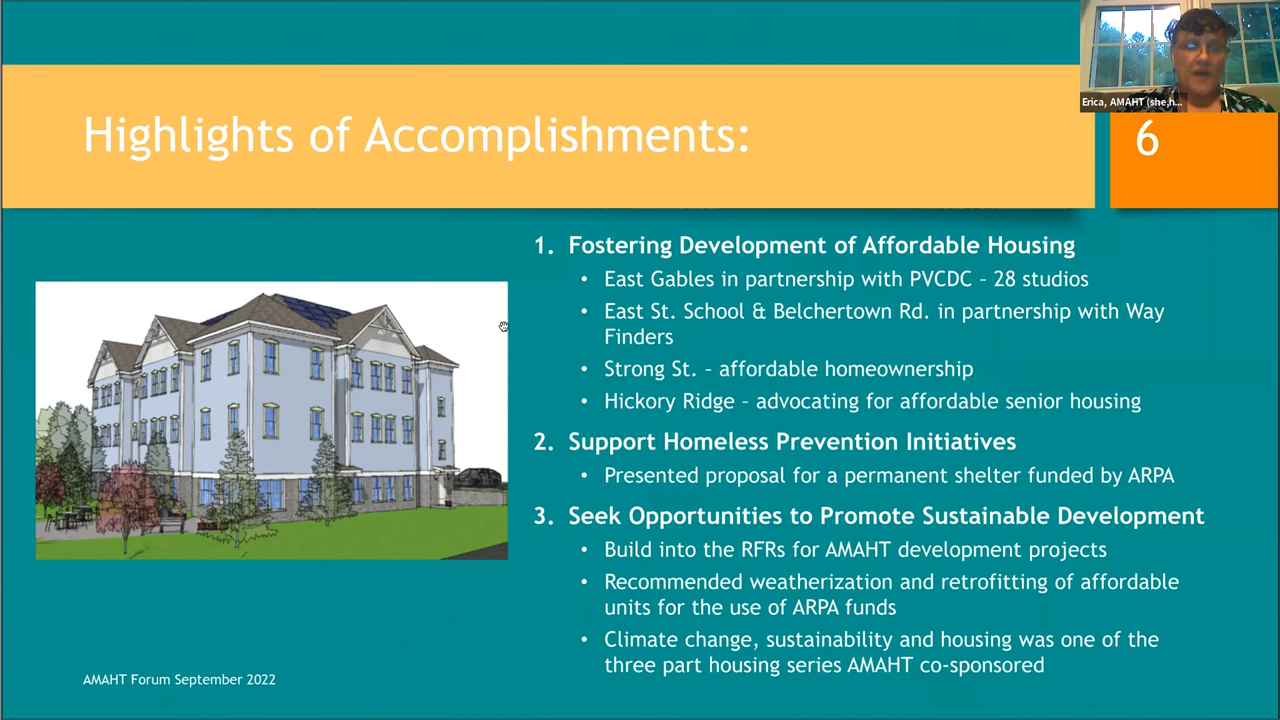 Erica, AMAHT (she,h...
Highlights of Accomplishments:
6
1. Fostering Development of Affordable Housing
• East Gables in partnership with PVCDC – 28 studios
• East St. School & Belchertown Rd. in partnership with Way
Finders
• Strong St. – affordable homeownership
• Hickory Ridge – advocating for affordable senior housing
2. Support Homeless Prevention Initiatives
• Presented proposal for a permanent shelter funded by ARPA
3. Seek Opportunities to Promote Sustainable Development
• Build into the RFRs for AMAHT development projects
• Recommended weatherization and retrofitting of affordable
units for the use of ARPA funds
• Climate change, sustainability and housing was one of the
three part housing series AMAHT co-sponsored
AMAHT Forum September 2022